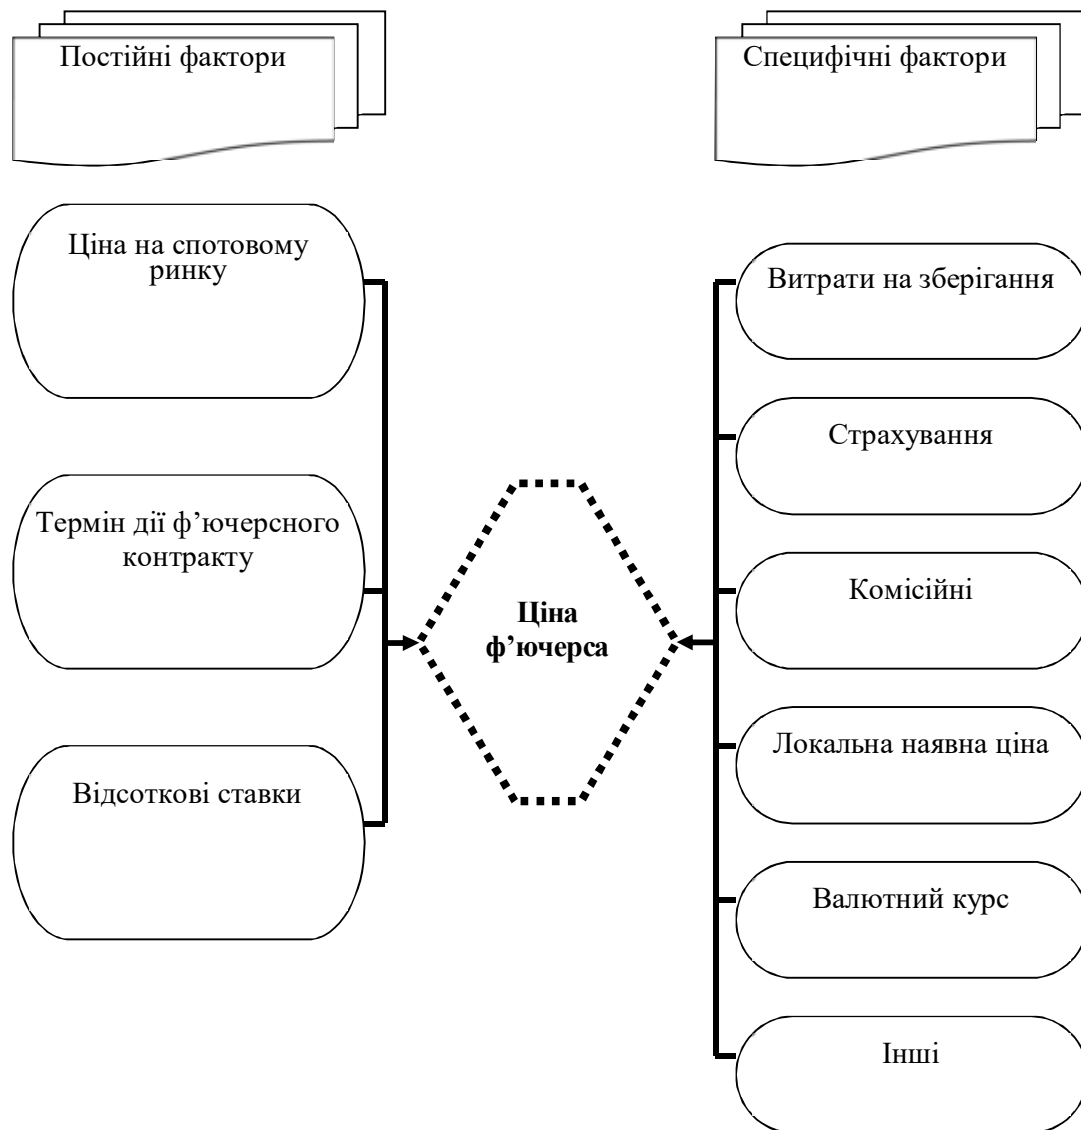 Постійні фактори
Специфічні фактори
Ціна на спотовому
ринку
Термін дії ф’ючерсного
контракту
Відсоткові ставки
Ціна
ф’ючерса
Витрати на зберігання
Страхування
Комісійні
Локальна наявна ціна
Валютний курс
Інші